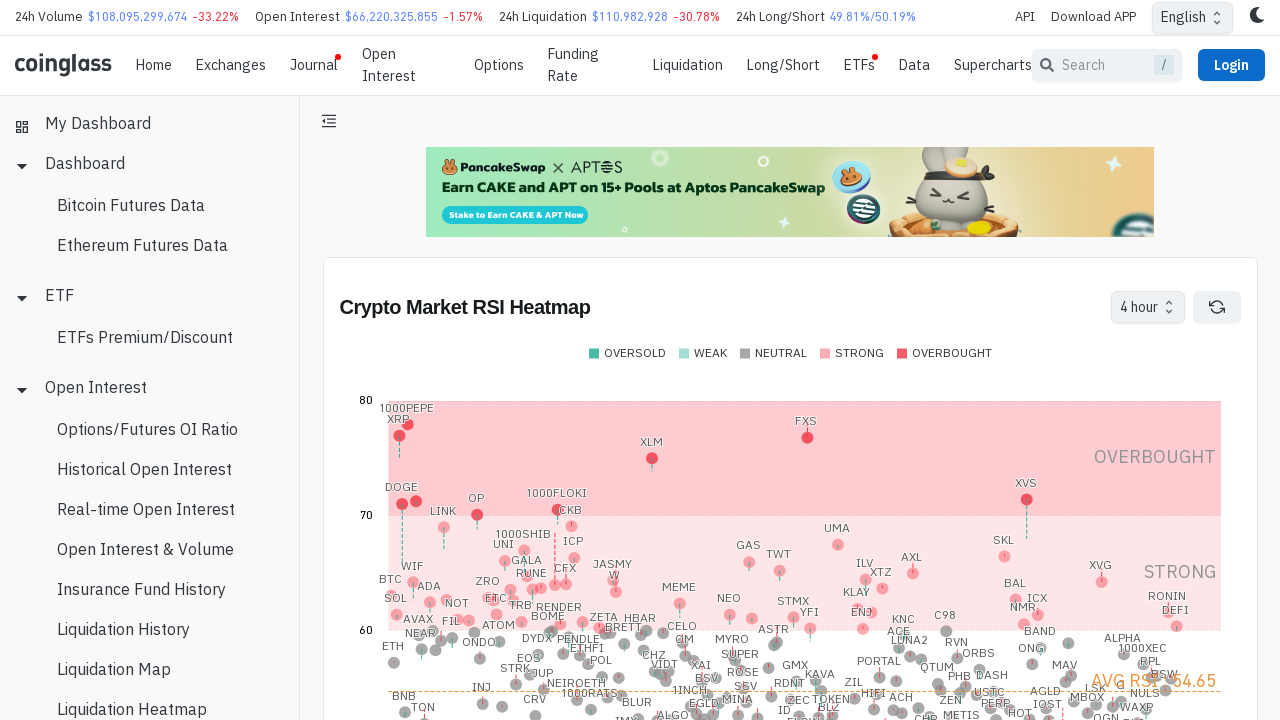 24h Volume $108,095,299,674 -33.22% Open Interest $66,220,325,855 -1.57% 24h Liquidation $110,982,928 -30.78% 24h Long/Short 49.81%/50.19% API Download APP English
coinglass Home Exchanges Journal Open Interest Options Funding Rate Liquidation Long/Short ETFs Data Supercharts Search / Login
My Dashboard
Dashboard
Bitcoin Futures Data
Ethereum Futures Data
ETF
ETFs Premium/Discount
Open Interest
Options/Futures OI Ratio
Historical Open Interest
Real-time Open Interest
Open Interest & Volume
Insurance Fund History
Liquidation History
Liquidation Map
Liquidation Heatmap
PancakeSwap X APTOS
Earn CAKE and APT on 15+ Pools at Aptos PancakeSwap
Stake to Earn CAKE & APT Now
Crypto Market RSI Heatmap 4 hour
OVERSOLD WEAK NEUTRAL STRONG OVERBOUGHT
80
1000PEPE
XRP FXS
XLM
OVERBOUGHT
DOGE OP 1000FLOKI XVS
LINK CKB
70
1000SHIB UMA
UNI ICP GAS SKL
GALA TWT AXL
WIF RUNE CFX JASMY ILV XVG
STRONG
BTC ADA ZRO W XTZ BAL
SOL NOT ETC TRB RENDER MEME NEO STMX KLAY ICX MBOX RONIN
AVAX FIL ATOM BOME ZETA HBAR YFI ENJ KNC C98 NMR DEFI
60
NEAR BRETT CELO ASTR ACE BAND
ETH ONDO DYDX PENDLE CM MYRO LUNA2 RVN ONG ALPHA
EOS ETHFI CHZ SUPER ORBS 1000XEC
STRK JUP POL VIDT XAI ROSE GMX PORTAL QTUM PHB DASH MAV RPL
AVG RSI: 54.65
INJ NEIROETH BSV SSV RDNT KAVA ZIL BSW
BNB CRV 1000RATS 1INCH MINA ZEC TOKEN HIFI ACH ZEN USTC AGLD LSK NULS
TON BLUR EGLD ID BLZ PERP IOST MBOX WAXP
ALGO CHR METIS HOT OGN